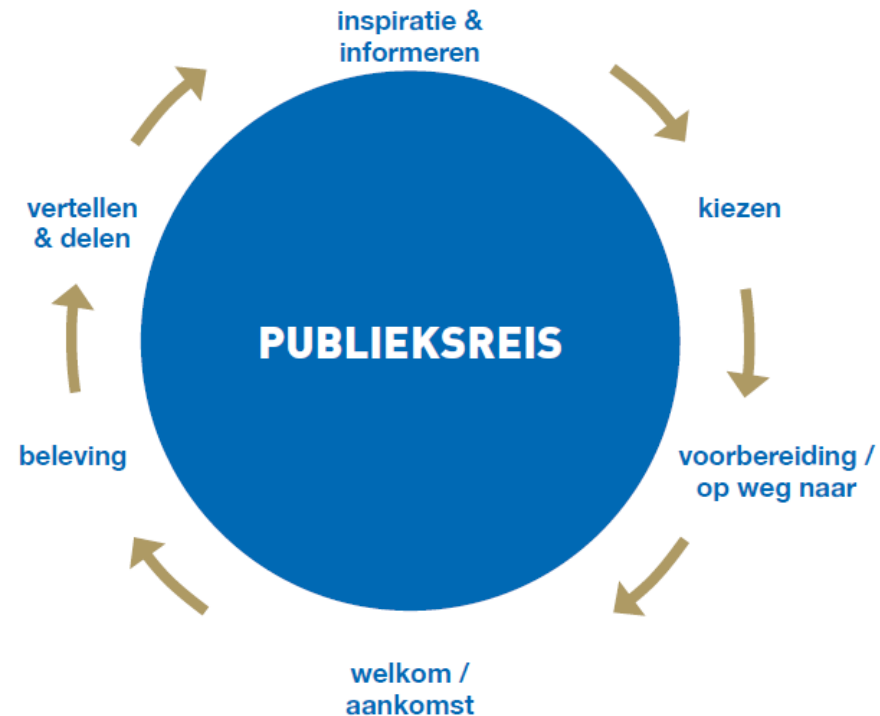 inspiratie &
informeren
kiezen
voorbereiding /
op weg naar
welkom /
aankomst
beleving
vertellen
& delen
PUBLIEKSREIS